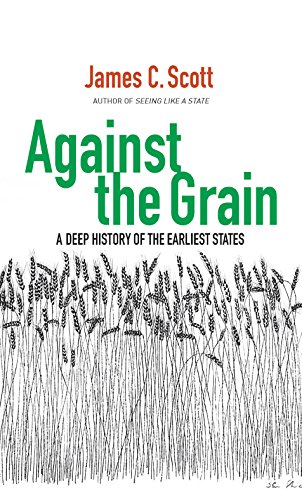 James C. Scott
AUTHOR OF SEEING LIKE A STATE
Against
the Grain
A DEEP HISTORY OF THE EARLIEST STATES